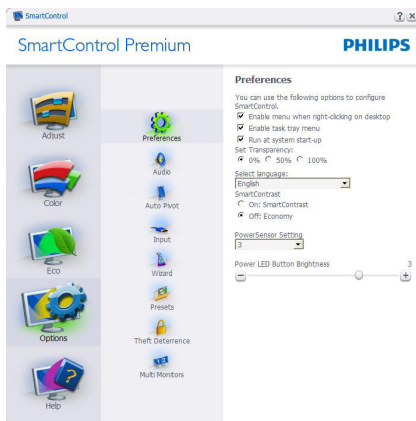 SmartControl
SmartControl Premium
PHILIPS
Adjust
Color
Eco
Options
Help
Preferences
Audio
Auto Pivot
Input
Wizard
Presets
Theft Deterrence
Multi Monitors
Preferences
You can use the following options to configure
SmartControl.
Enable menu when right-clicking on desktop
Enable task tray menu
Run at system start-up
Set Transparency:
0% 50% 100%
Select language:
English
SmartContrast
On: SmartContrast
Off: Economy
PowerSensor Setting
3
Power LED Button Brightness 3